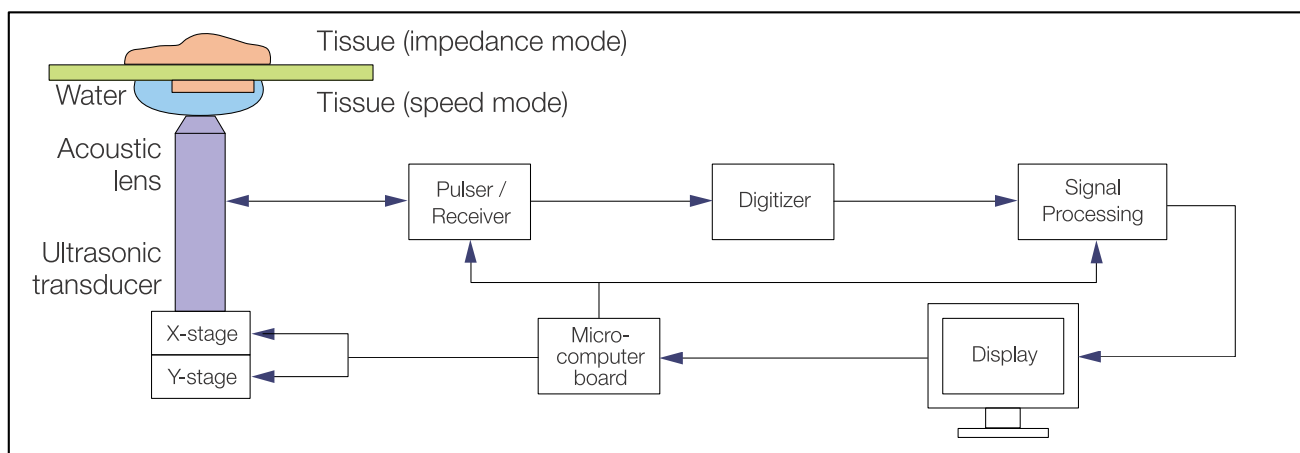 Tissue (impedance mode)
Water
Tissue (speed mode)
Acoustic
lens
Pulser /
Receiver
Digitizer
Signal
Processing
Ultrasonic
transducer
X-stage
Y-stage
Micro-
computer
board
Display